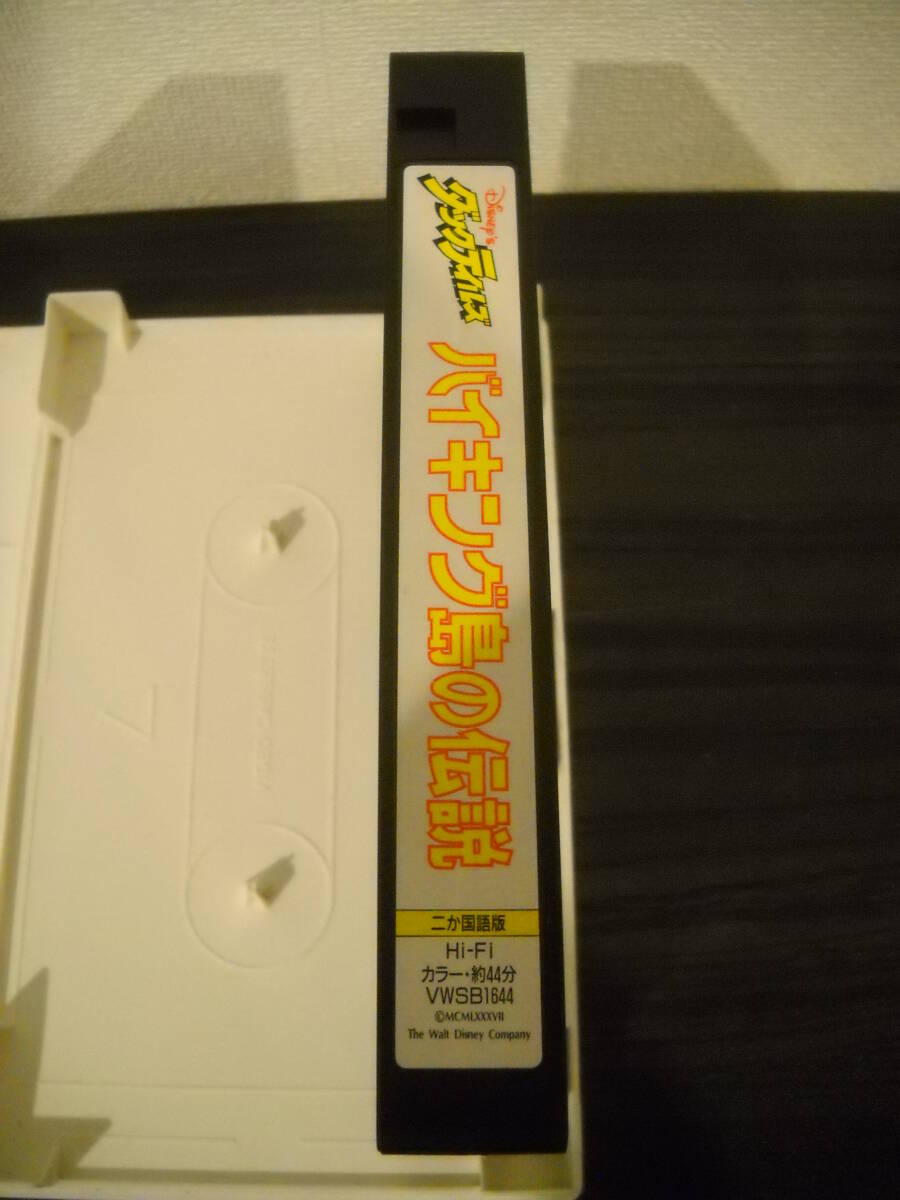 Disney's
ダックテイルズ
バイキング島の伝説
二か国語版
Hi-Fi
カラー・約44分
VWSB1644
©MCMLXXXVII
The Walt Disney Company